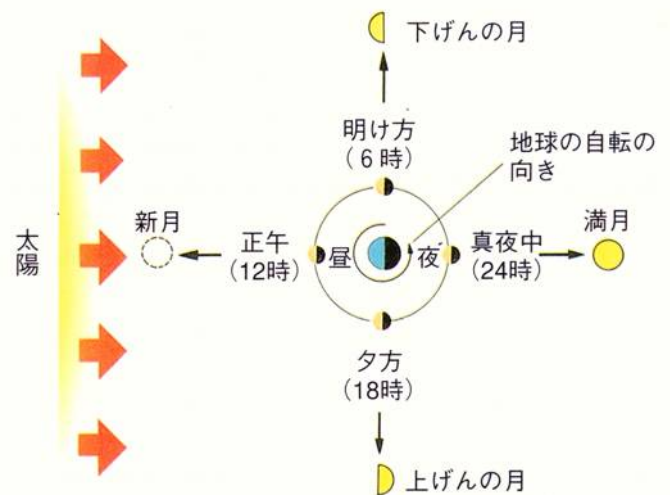 下げんの月
明け方
(6時)
地球の自転の
向き
太陽
新月
正午
(12時)
昼
夜
真夜中
(24時)
満月
夕方
(18時)
上げんの月